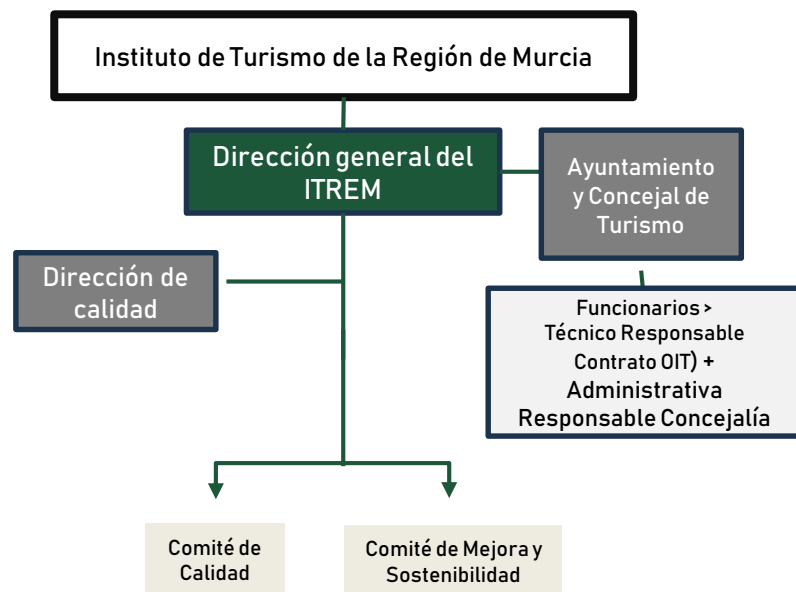 Instituto de Turismo de la Región de Murcia
Dirección general del
ITREM
Ayuntamiento
y Concejal de
Turismo
Dirección de
calidad
Funcionarios >
Técnico Responsable
Contrato OIT) +
Administrativa
Responsable Concejalía
Comité de
Calidad
Comité de Mejora y
Sostenibilidad